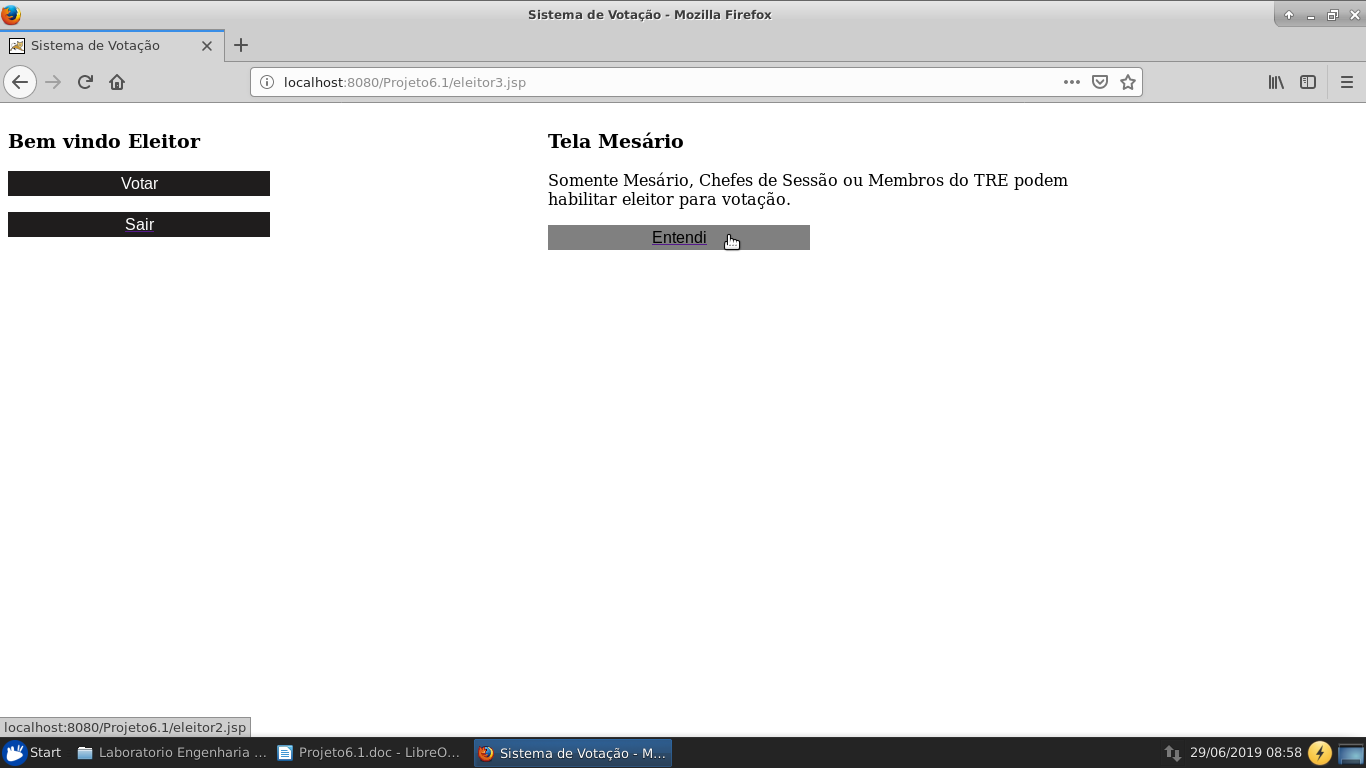 Sistema de Votação - Mozilla Firefox
Sistema de Votação
localhost:8080/Projeto6.1/eleitor3.jsp
Bem vindo Eleitor
Votar
Sair
Tela Mesário
Somente Mesário, Chefes de Sessão ou Membros do TRE podem
habilitar eleitor para votação.
Entendi
localhost:8080/Projeto6.1/eleitor2.jsp
Start
Laboratorio Engenharia ...
Projeto6.1.doc - LibreO...
Sistema de Votação - M...
29/06/2019 08:58